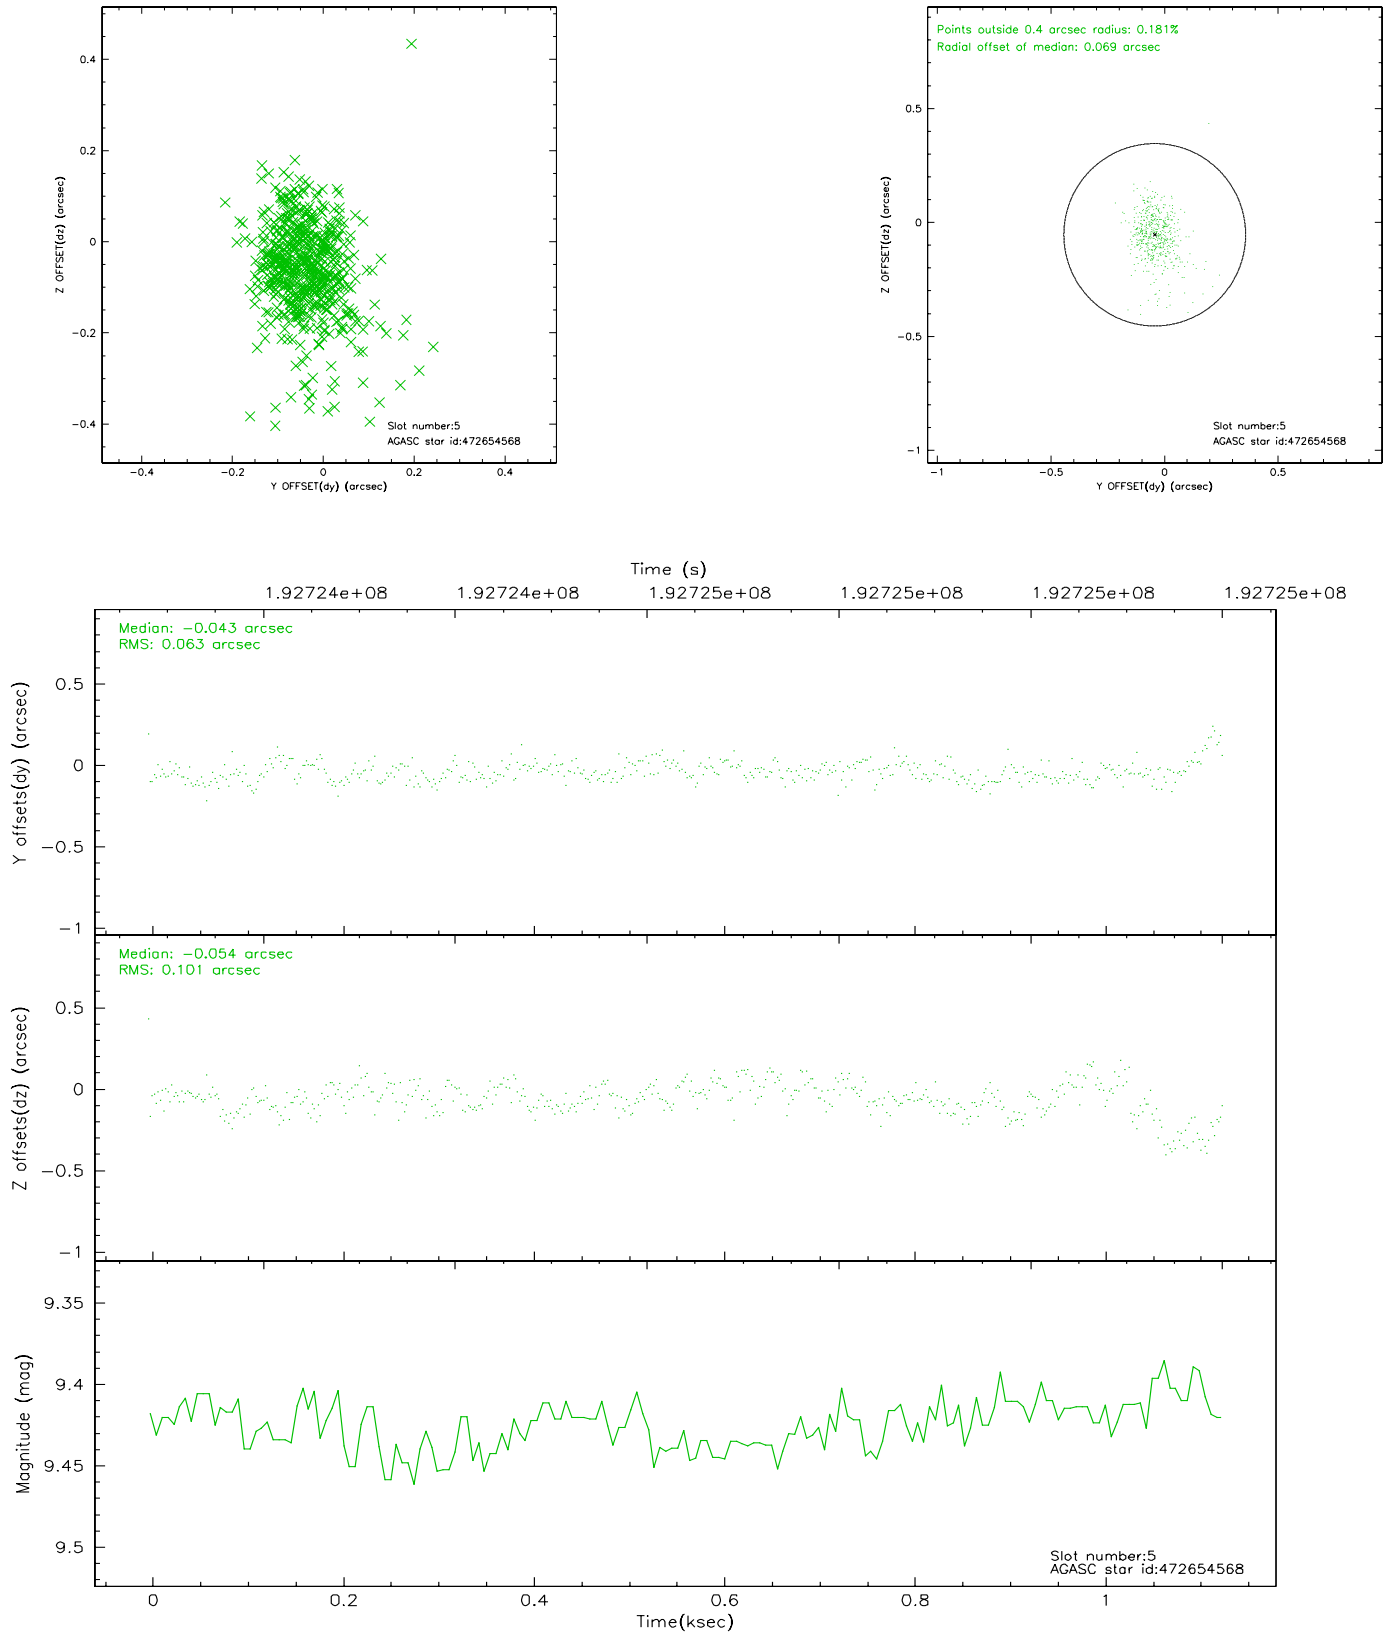 0.4
0.2
0
−0.2
−0.4
Z OFFSET(dz) (arcsec)
Slot number:5
AGASC star id:472654568
−0.4
−0.2
0
0.2
0.4
Y OFFSET(dy) (arcsec)
Points outside 0.4 arcsec radius: 0.181%
Radial offset of median: 0.069 arcsec
0.5
0
−0.5
−1
Z OFFSET(dz) (arcsec)
Slot number:5
AGASC star id:472654568
−1
−0.5
0
0.5
Y OFFSET(dy) (arcsec)
Time (s)
1.92724e+08
1.92724e+08
1.92725e+08
1.92725e+08
1.92725e+08
1.92725e+08
Median: −0.043 arcsec
RMS: 0.063 arcsec
0.5
0
−0.5
−1
Y offsets(dy) (arcsec)
Median: −0.054 arcsec
RMS: 0.101 arcsec
0.5
0
−0.5
−1
Z offsets(dz) (arcsec)
9.35
9.4
9.45
9.5
Magnitude (mag)
Slot number:5
AGASC star id:472654568
0
0.2
0.4
0.6
0.8
1
Time(ksec)